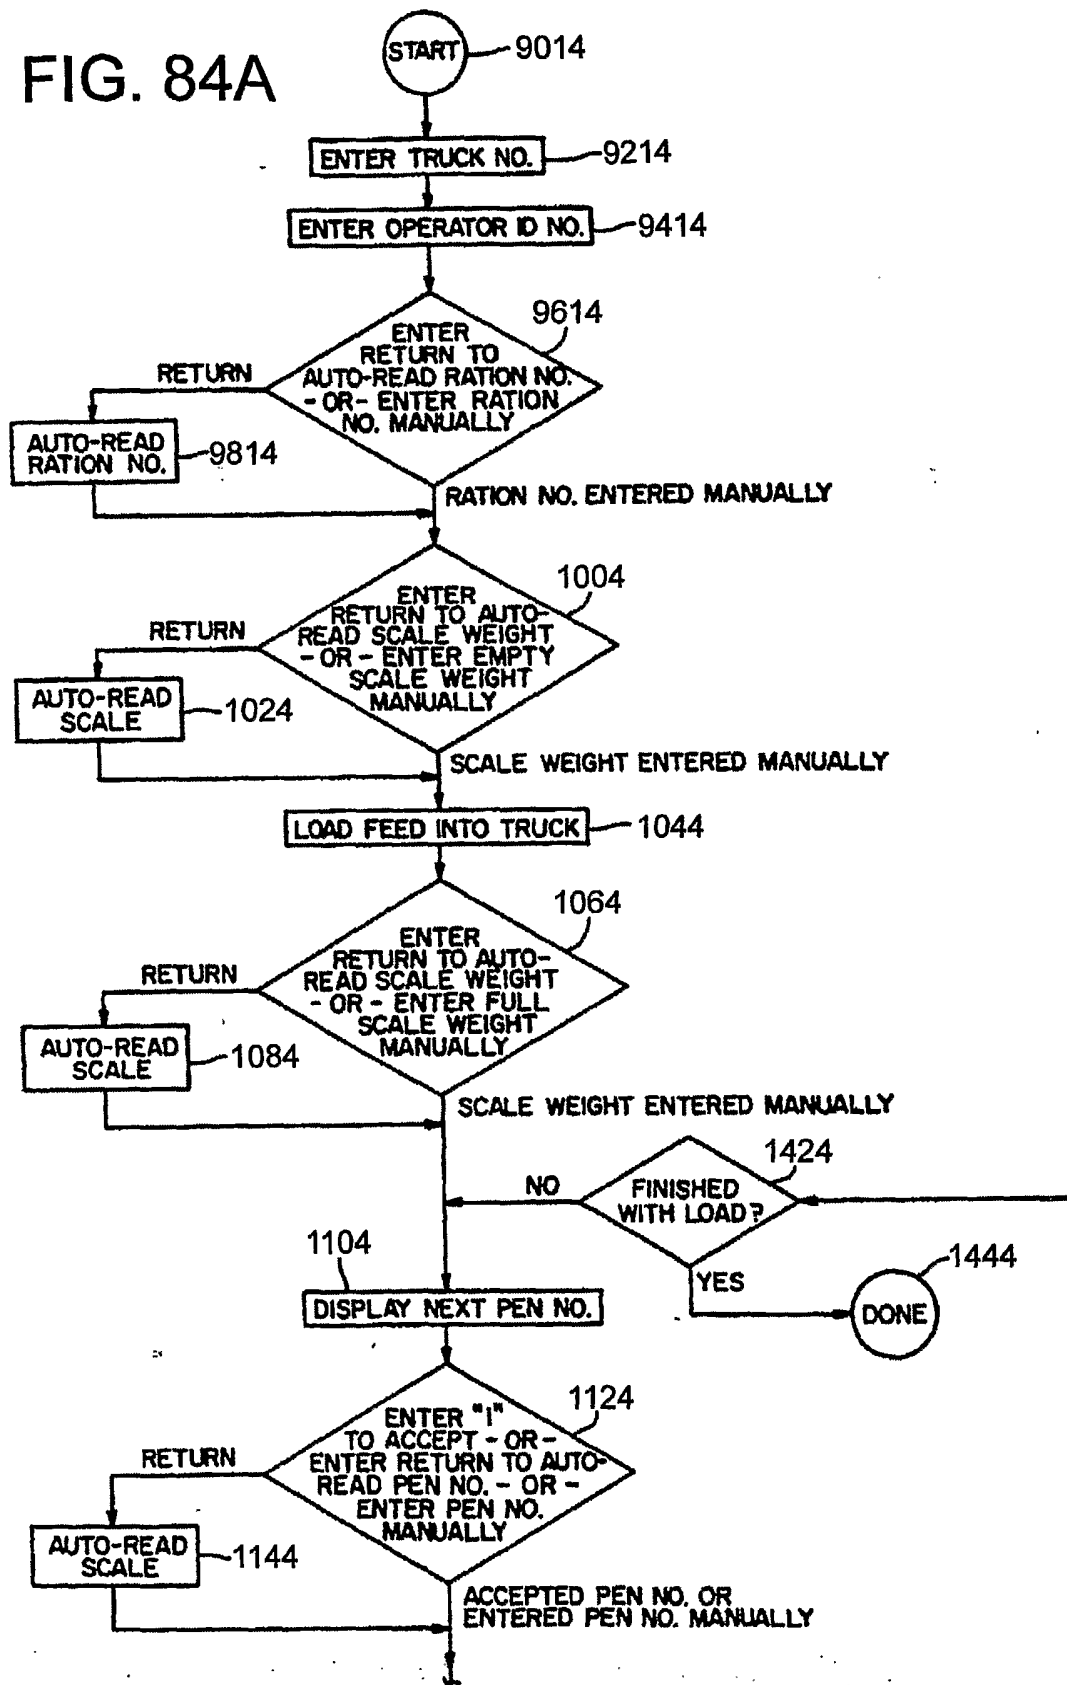 FIG. 84A
START
9014
ENTER TRUCK NO.
9214
ENTER OPERATOR ID NO.
9414
9614
ENTER
RETURN TO
AUTO-READ RATION NO.
- OR - ENTER RATION
NO. MANUALLY
RETURN
AUTO-READ
RATION NO.
9814
RATION NO. ENTERED MANUALLY
1004
ENTER
RETURN TO AUTO-
READ SCALE WEIGHT
- OR - ENTER EMPTY
SCALE WEIGHT
MANUALLY
RETURN
AUTO-READ
SCALE
1024
SCALE WEIGHT ENTERED MANUALLY
LOAD FEED INTO TRUCK
1044
1064
ENTER
RETURN TO AUTO-
READ SCALE WEIGHT
- OR - ENTER FULL
SCALE WEIGHT
MANUALLY
RETURN
AUTO-READ
SCALE
1084
SCALE WEIGHT ENTERED MANUALLY
1424
FINISHED
WITH LOAD?
NO
YES
1444
DONE
1104
DISPLAY NEXT PEN NO.
1124
ENTER "1"
TO ACCEPT - OR -
ENTER RETURN TO AUTO-
READ PEN NO. - OR -
ENTER PEN NO.
MANUALLY
RETURN
AUTO-READ
SCALE
1144
ACCEPTED PEN NO. OR
ENTERED PEN NO. MANUALLY